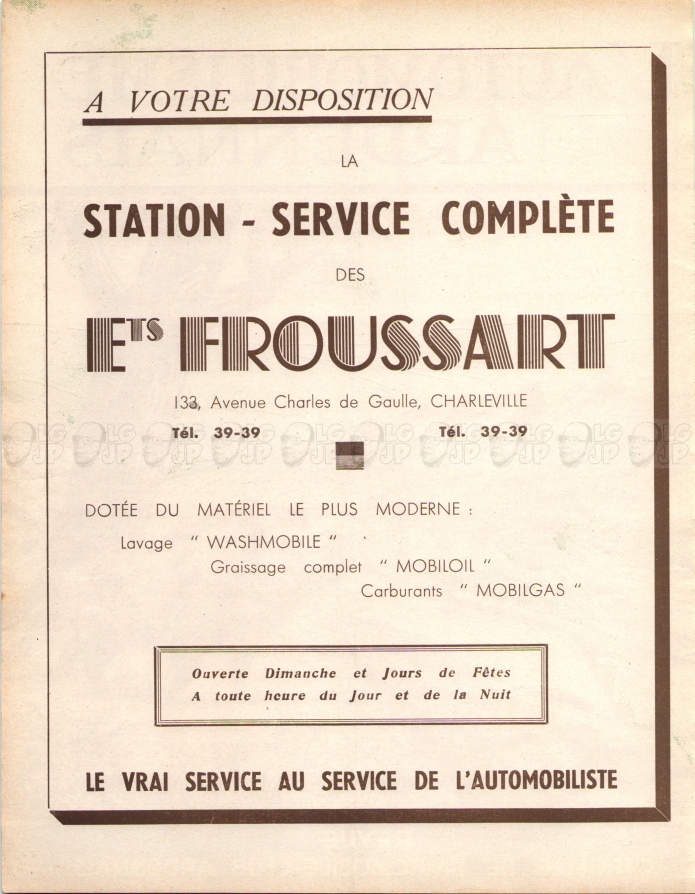 A VOTRE DISPOSITION
LA
STATION - SERVICE COMPLÈTE
DES
ETS FROUSSART
133, Avenue Charles de Gaulle, CHARLEVILLE
Tél. 39-39 Tél. 39-39
DOTÉE DU MATÉRIEL LE PLUS MODERNE :
Lavage " WASHMOBILE "
Graissage complet " MOBILOIL "
Carburants " MOBILGAS "
Ouverte Dimanche et Jours de Fêtes
A toute heure du Jour et de la Nuit
LE VRAI SERVICE AU SERVICE DE L'AUTOMOBILISTE